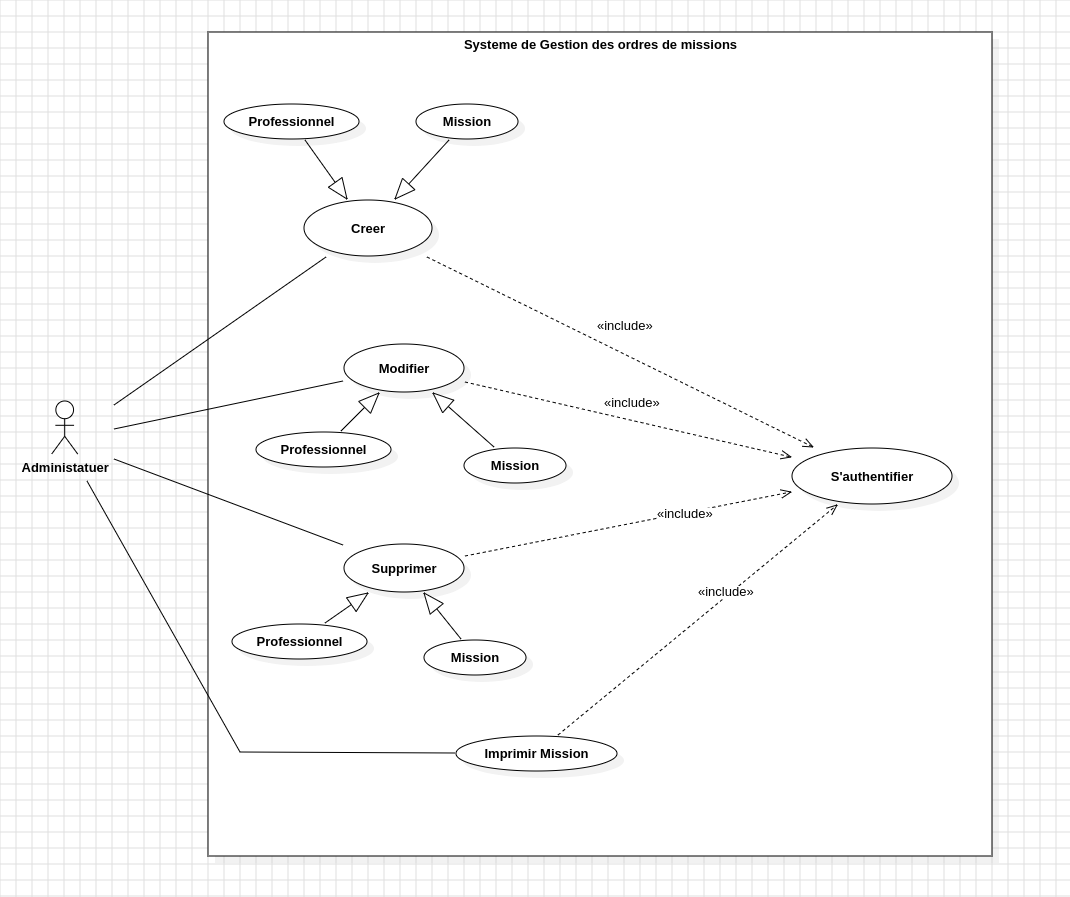 Systeme de Gestion des ordres de missions
Professionnel
Mission
Creer
«include»
Modifier
«include»
Professionnel
Mission
Administatuer
S'authentifier
«include»
Supprimer
«include»
Professionnel
Mission
Imprimir Mission